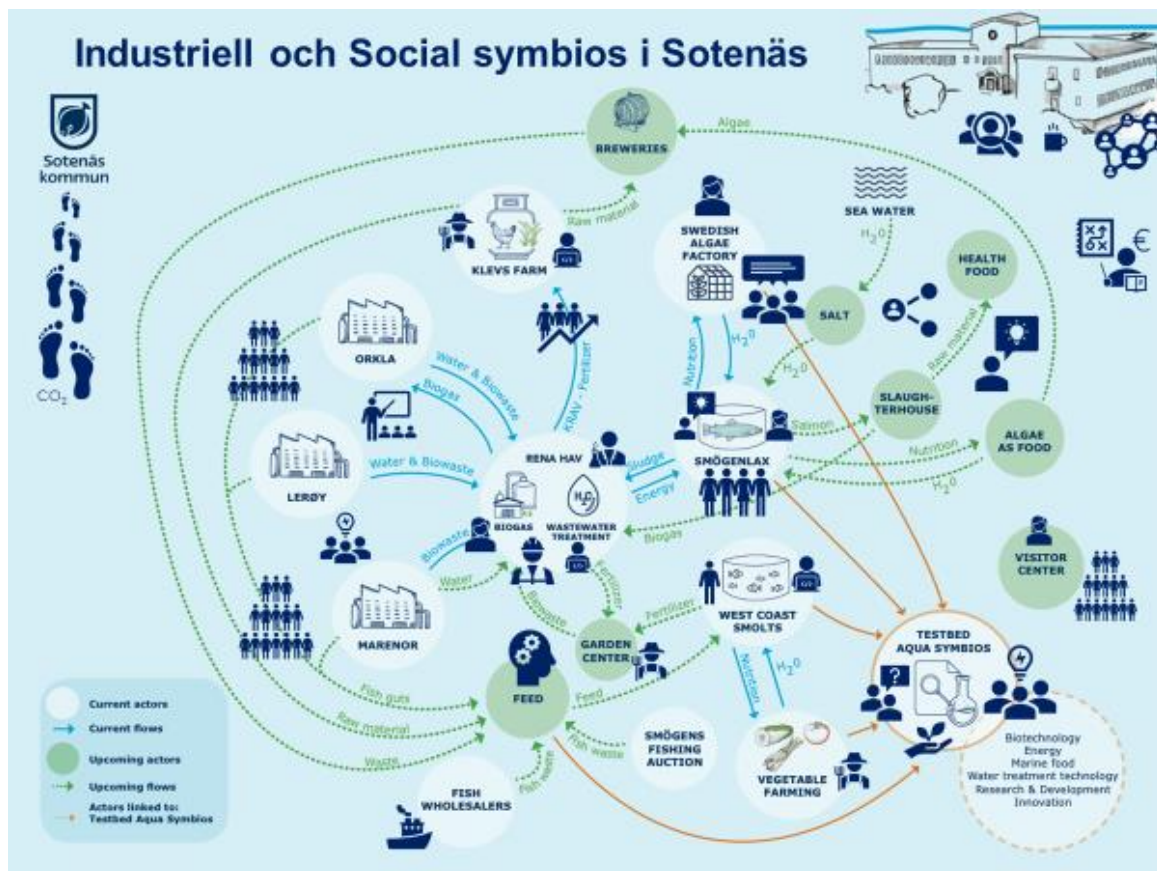 Industriell och Social symbios i Sotenäs
Sotenäs
kommun
CO₂
BREWERIES
Algae
Raw material
KLEVS FARM
SWEDISH
ALGAE
FACTORY
SEA WATER
H₂O
HEALTH
FOOD
SALT
H₂O
Raw material
ORKLA
Water & Biowaste
Biogas
KRAV - Fertilizer
Nutrition
H₂O
SLAUGH-
TERHOUSE
Salmon
SMÖGENLAX
Nutrition
H₂O
ALGAE
AS FOOD
LERØY
Water & Biowaste
RENA HAV
Sludge
Energy
H₂O
BIOGAS
WASTEWATER
TREATMENT
Biogas
Biowaste
MARENOR
Water
Biowaste
Fertilizer
Fertilizer
WEST COAST
SMOLTS
VISITOR
CENTER
GARDEN
CENTER
FEED
Feed
Nutrition
H₂O
TESTBED
AQUA SYMBIOS
Fish guts
Raw material
Waste
Fish waste
Fish waste
SMÖGENS
FISHING
AUCTION
VEGETABLE
FARMING
FISH
WHOLESALERS
Biotechnology
Energy
Marine food
Water treatment technology
Research & Development
Innovation
Current actors
Current flows
Upcoming actors
Upcoming flows
Actors linked to:
Testbed Aqua Symbios